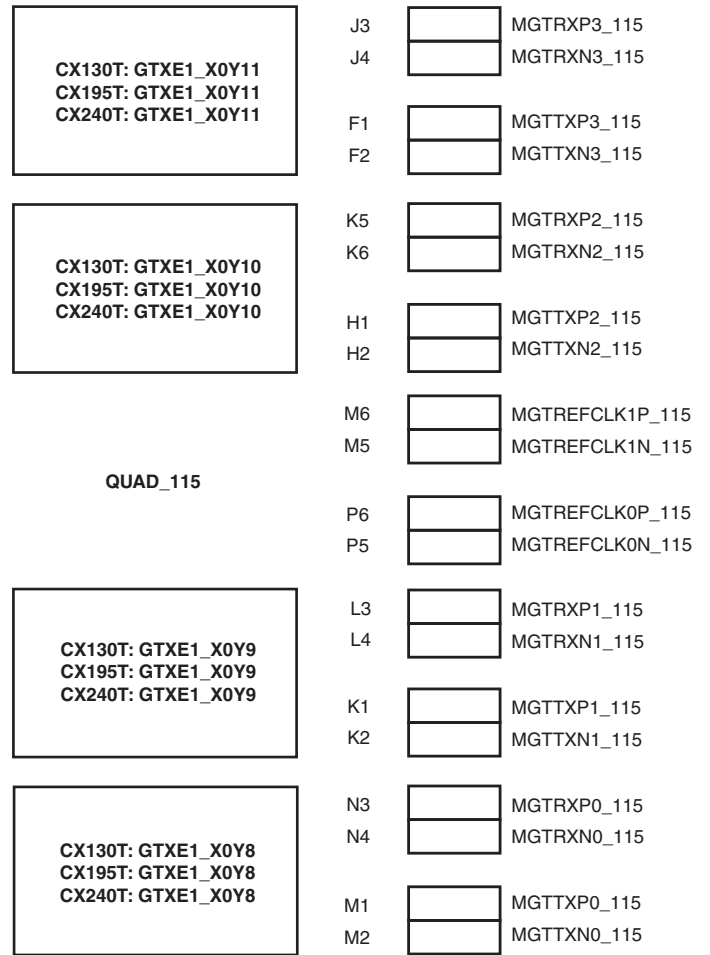 J3 MGTRXP3_115
J4 MGTRXN3_115
CX130T: GTXE1_X0Y11
CX195T: GTXE1_X0Y11
CX240T: GTXE1_X0Y11
F1 MGTTXP3_115
F2 MGTTXN3_115
K5 MGTRXP2_115
K6 MGTRXN2_115
CX130T: GTXE1_X0Y10
CX195T: GTXE1_X0Y10
CX240T: GTXE1_X0Y10
H1 MGTTXP2_115
H2 MGTTXN2_115
M6 MGTREFCLK1P_115
M5 MGTREFCLK1N_115
QUAD_115
P6 MGTREFCLK0P_115
P5 MGTREFCLK0N_115
L3 MGTRXP1_115
L4 MGTRXN1_115
CX130T: GTXE1_X0Y9
CX195T: GTXE1_X0Y9
CX240T: GTXE1_X0Y9
K1 MGTTXP1_115
K2 MGTTXN1_115
N3 MGTRXP0_115
N4 MGTRXN0_115
CX130T: GTXE1_X0Y8
CX195T: GTXE1_X0Y8
CX240T: GTXE1_X0Y8
M1 MGTTXP0_115
M2 MGTTXN0_115